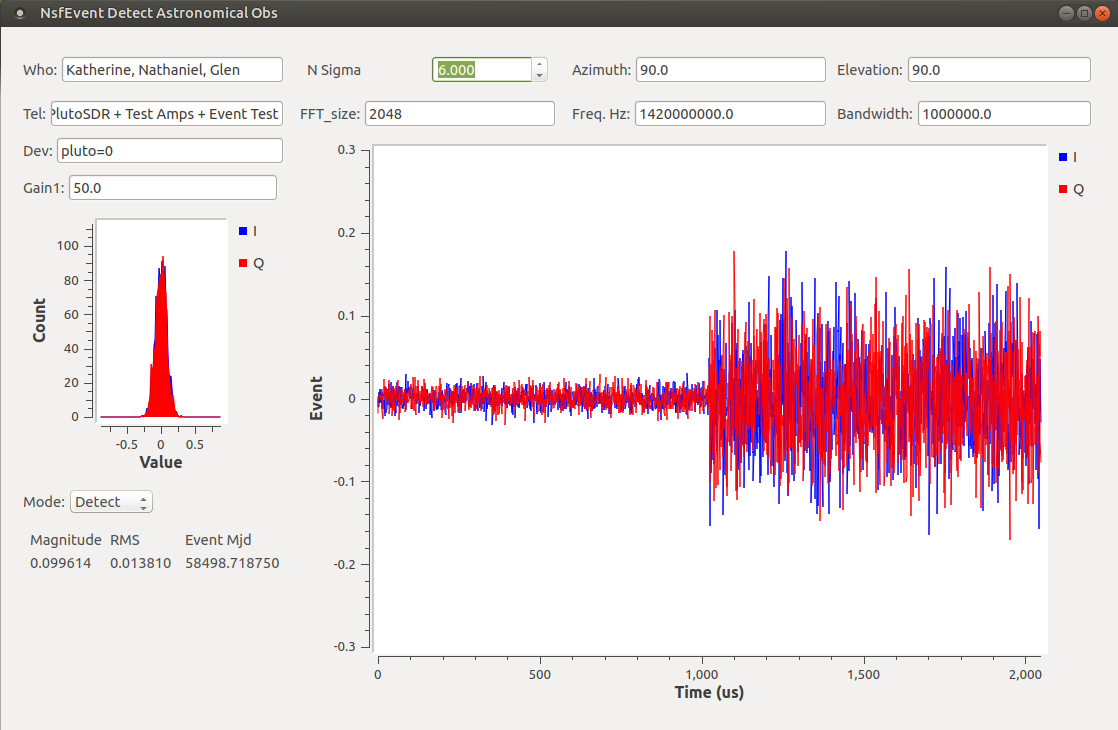 NsfEvent Detect Astronomical Obs
Who: Katherine, Nathaniel, Glen N Sigma 6.000 Azimuth: 90.0 Elevation: 90.0
Tel: PlutoSDR + Test Amps + Event Test FFT_size: 2048 Freq. Hz: 1420000000.0 Bandwidth: 1000000.0
Dev: pluto=0
Gain1: 50.0
I
Q
100
80
60
40
20
0
Count
-0.5 0 0.5
Value
Mode: Detect
Magnitude RMS Event Mjd
0.099614 0.013810 58498.718750
I
Q
0.3
0.2
0.1
0
-0.1
-0.2
-0.3
Event
0 500 1,000 1,500 2,000
Time (us)